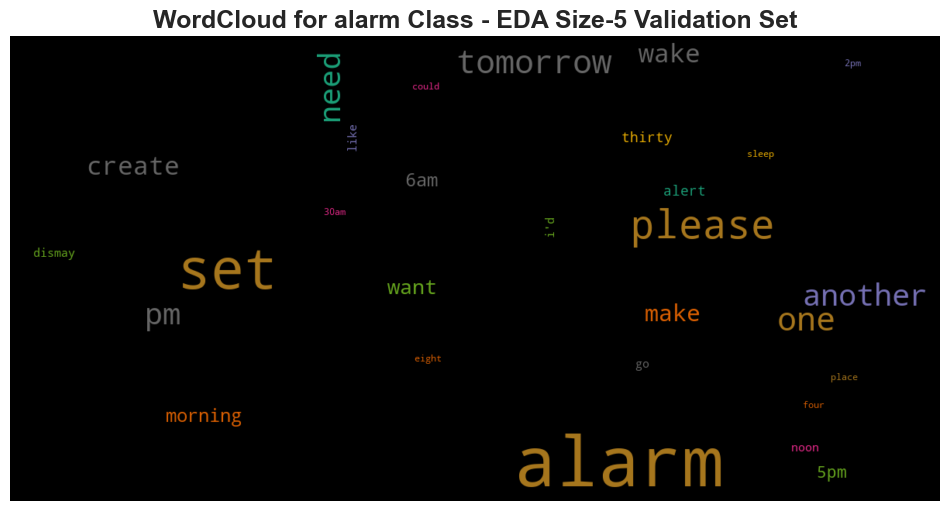 WordCloud for alarm Class - EDA Size-5 Validation Set
need
tomorrow
wake
2pm
could
like
thirty
sleep
create
6am
alert
30am
i'd
please
dismay
set
want
another
pm
make
one
eight
go
place
morning
four
alarm
noon
5pm